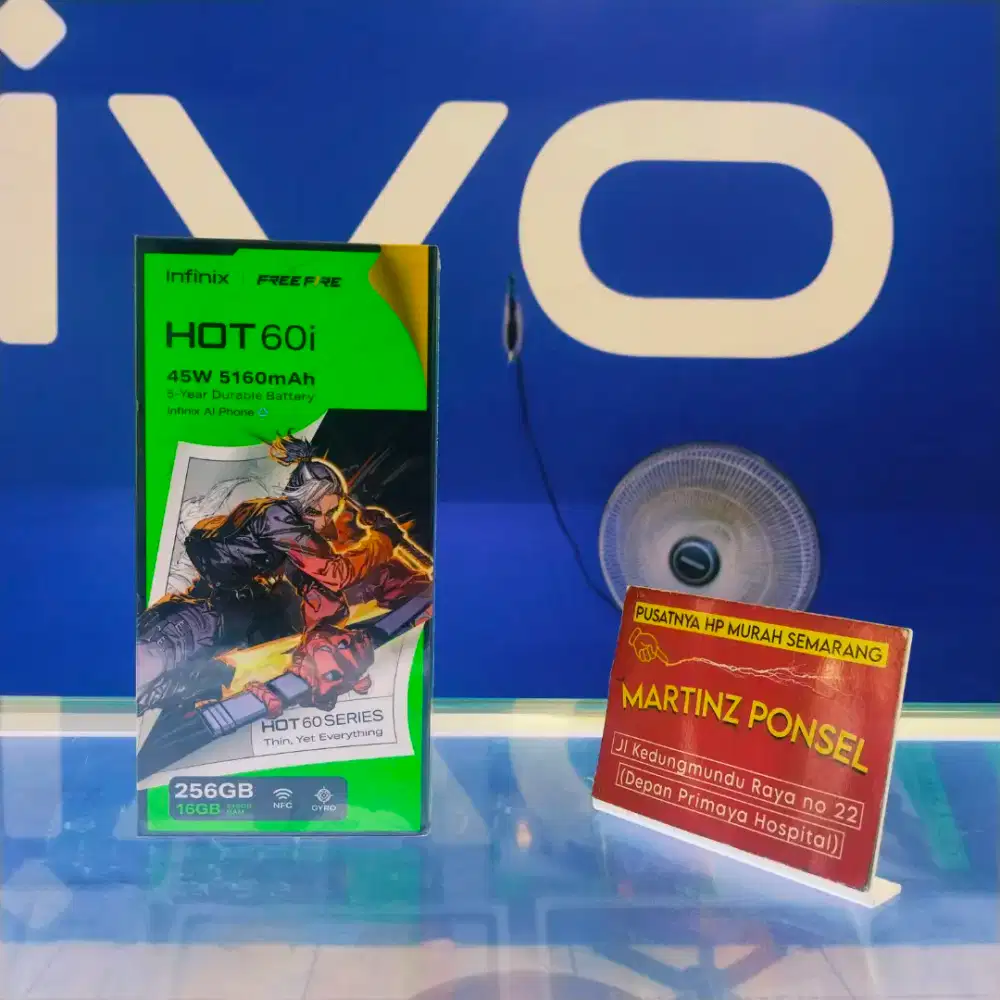 ivo
infinix | FREE FIRE
HOT 60i
45W 5160mAh
5-Year Durable Battery
Infinix AI Phone
HOT 60 SERIES
Thin, Yet Everything
256GB
16GB
RAM
NFC
GYRO
PUSATNYA HP MURAH SEMARANG
MARTINZ PONSEL
Jl Kedungmundu Raya no 22
(Depan Primaya Hospital)